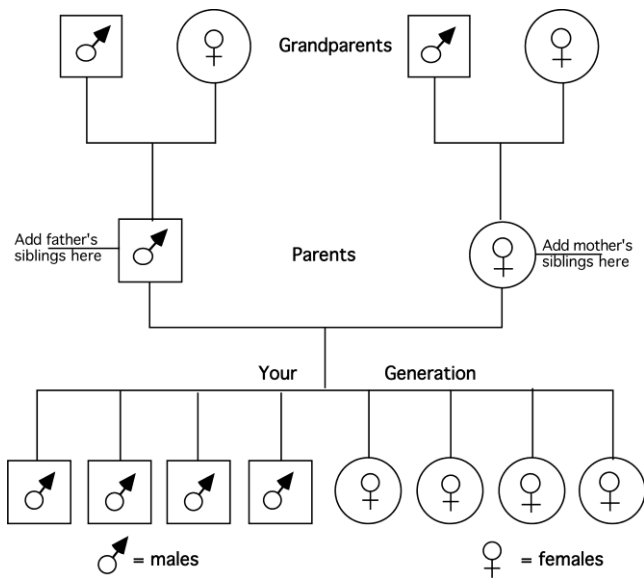 Grandparents
Add father's
siblings here
Parents
Add mother's
siblings here
Your Generation
= males
= females